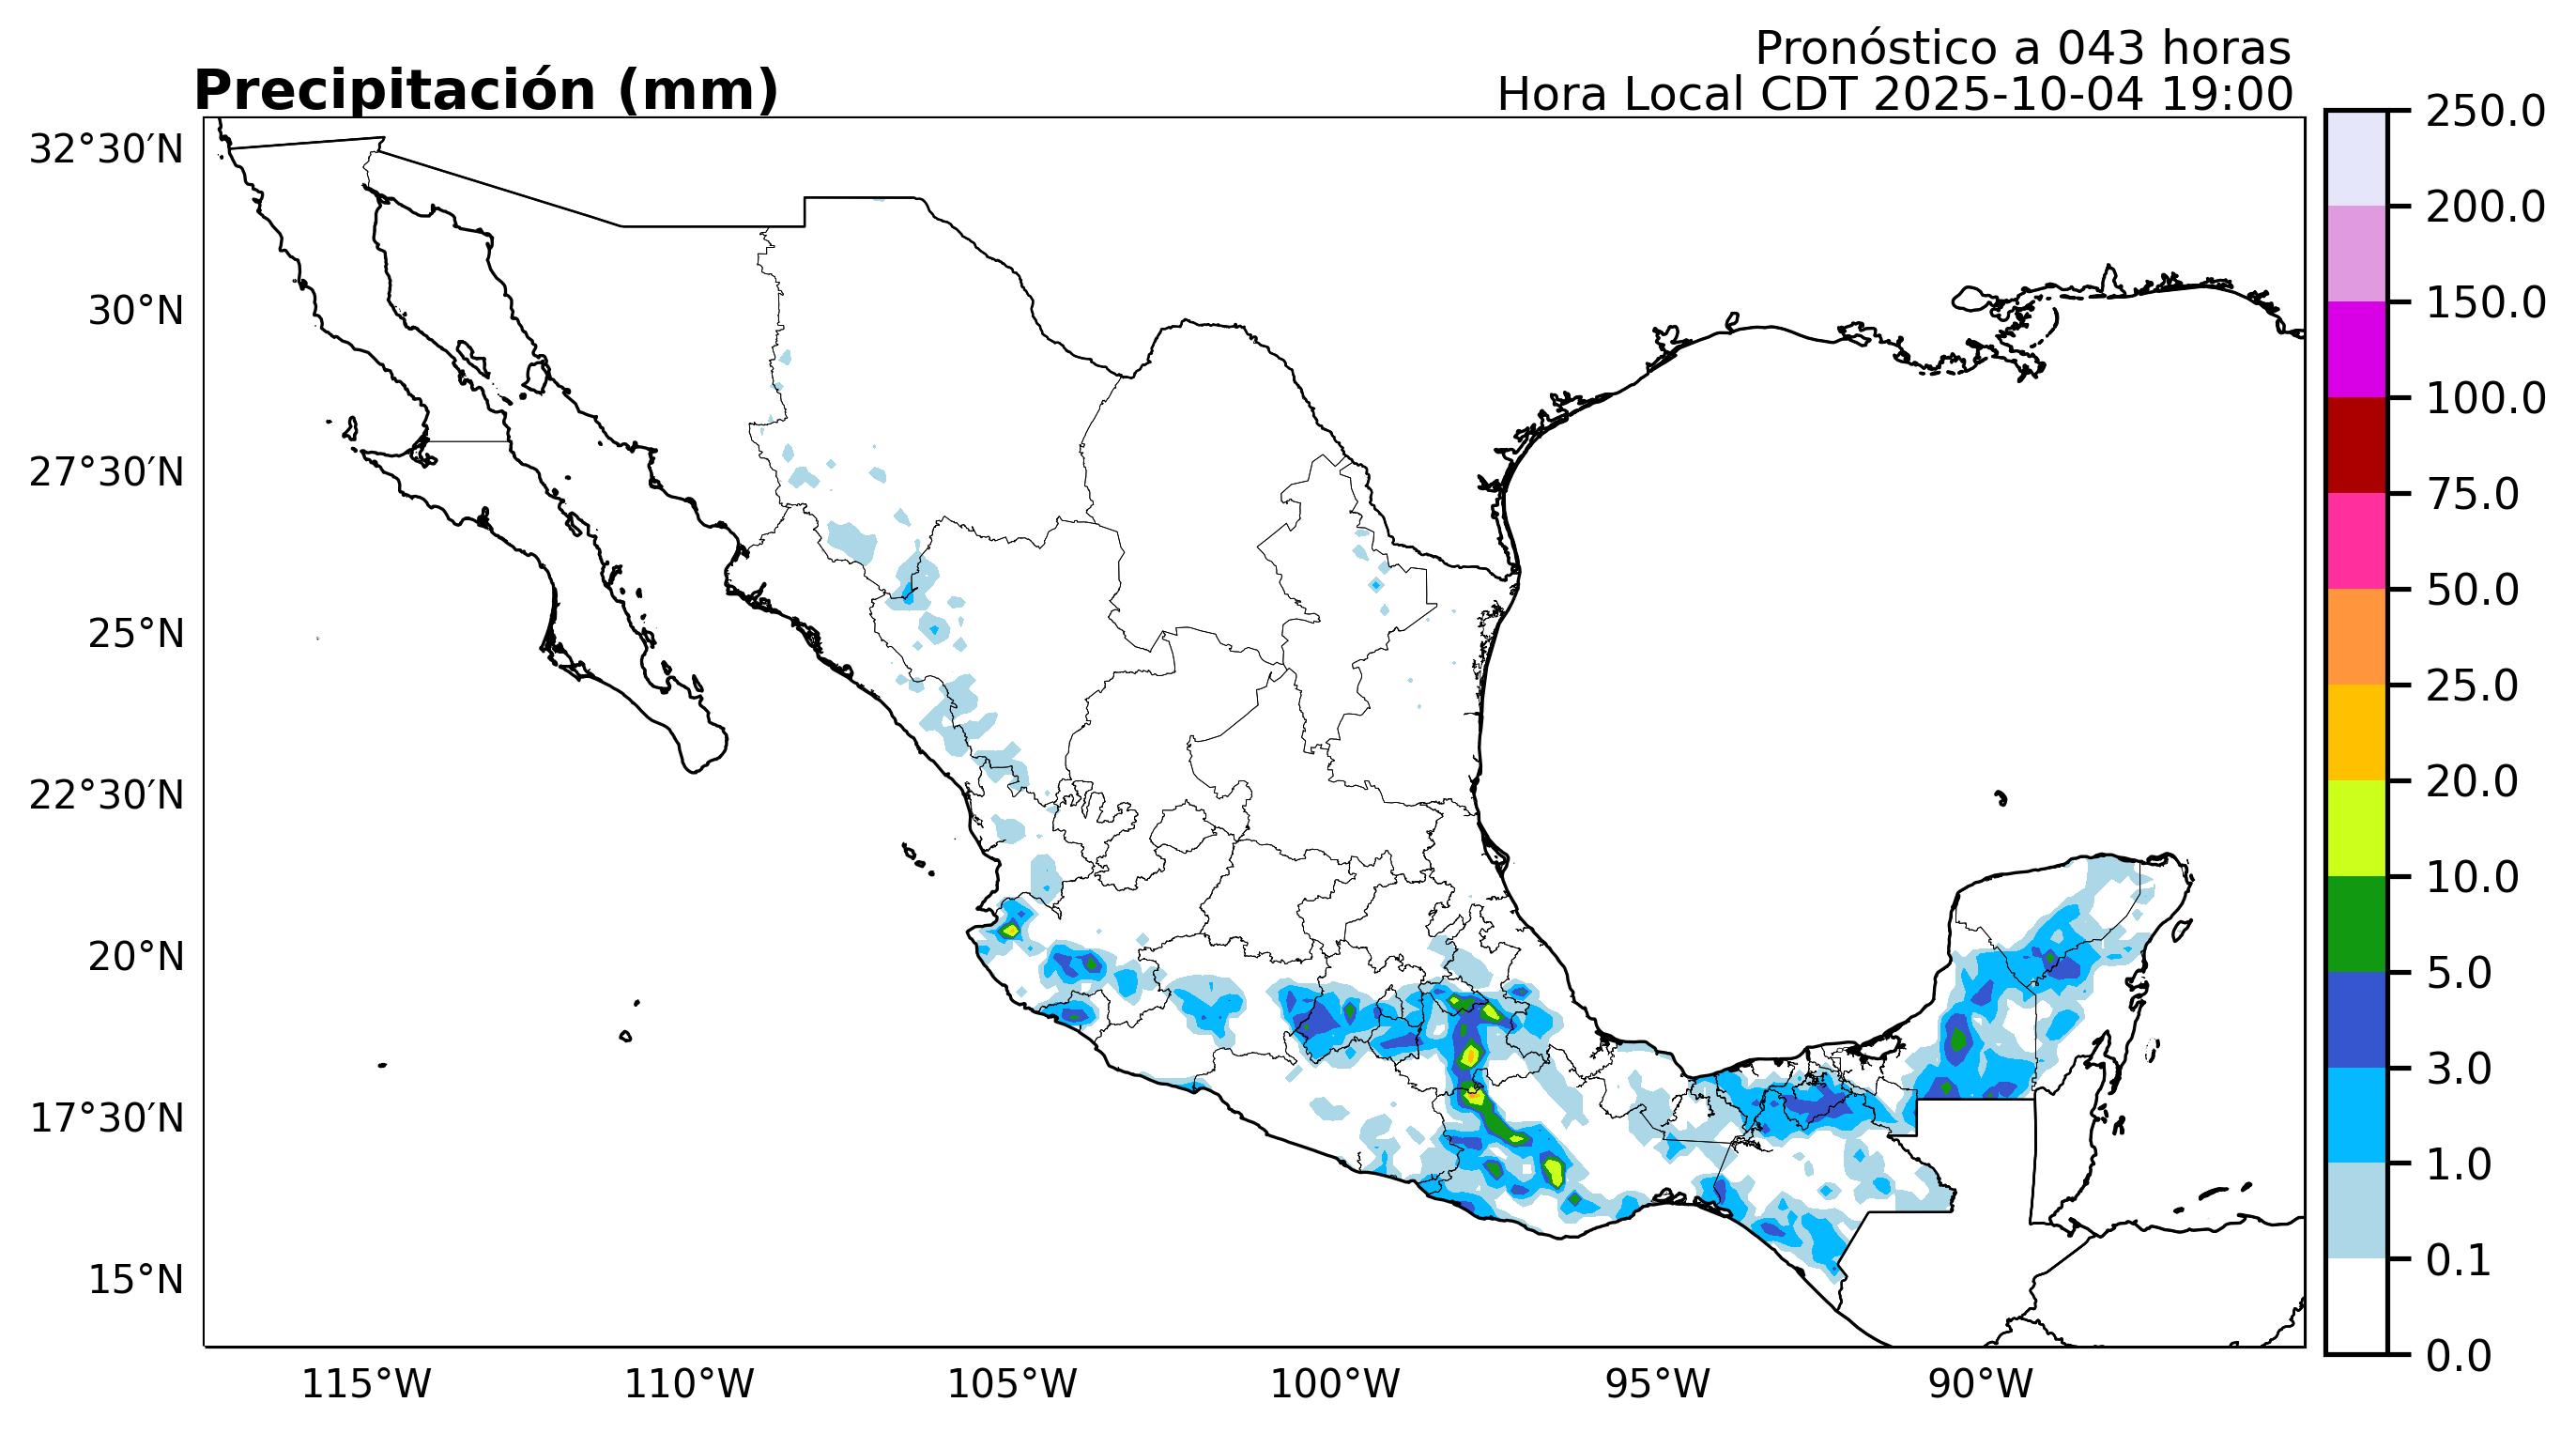 Pronóstico a 043 horas
Precipitación (mm)
Hora Local CDT 2025-10-04 19:00
32°30′N
30°N
27°30′N
25°N
22°30′N
20°N
17°30′N
15°N
115°W
110°W
105°W
100°W
95°W
90°W
250.0
200.0
150.0
100.0
75.0
50.0
25.0
20.0
10.0
5.0
3.0
1.0
0.1
0.0